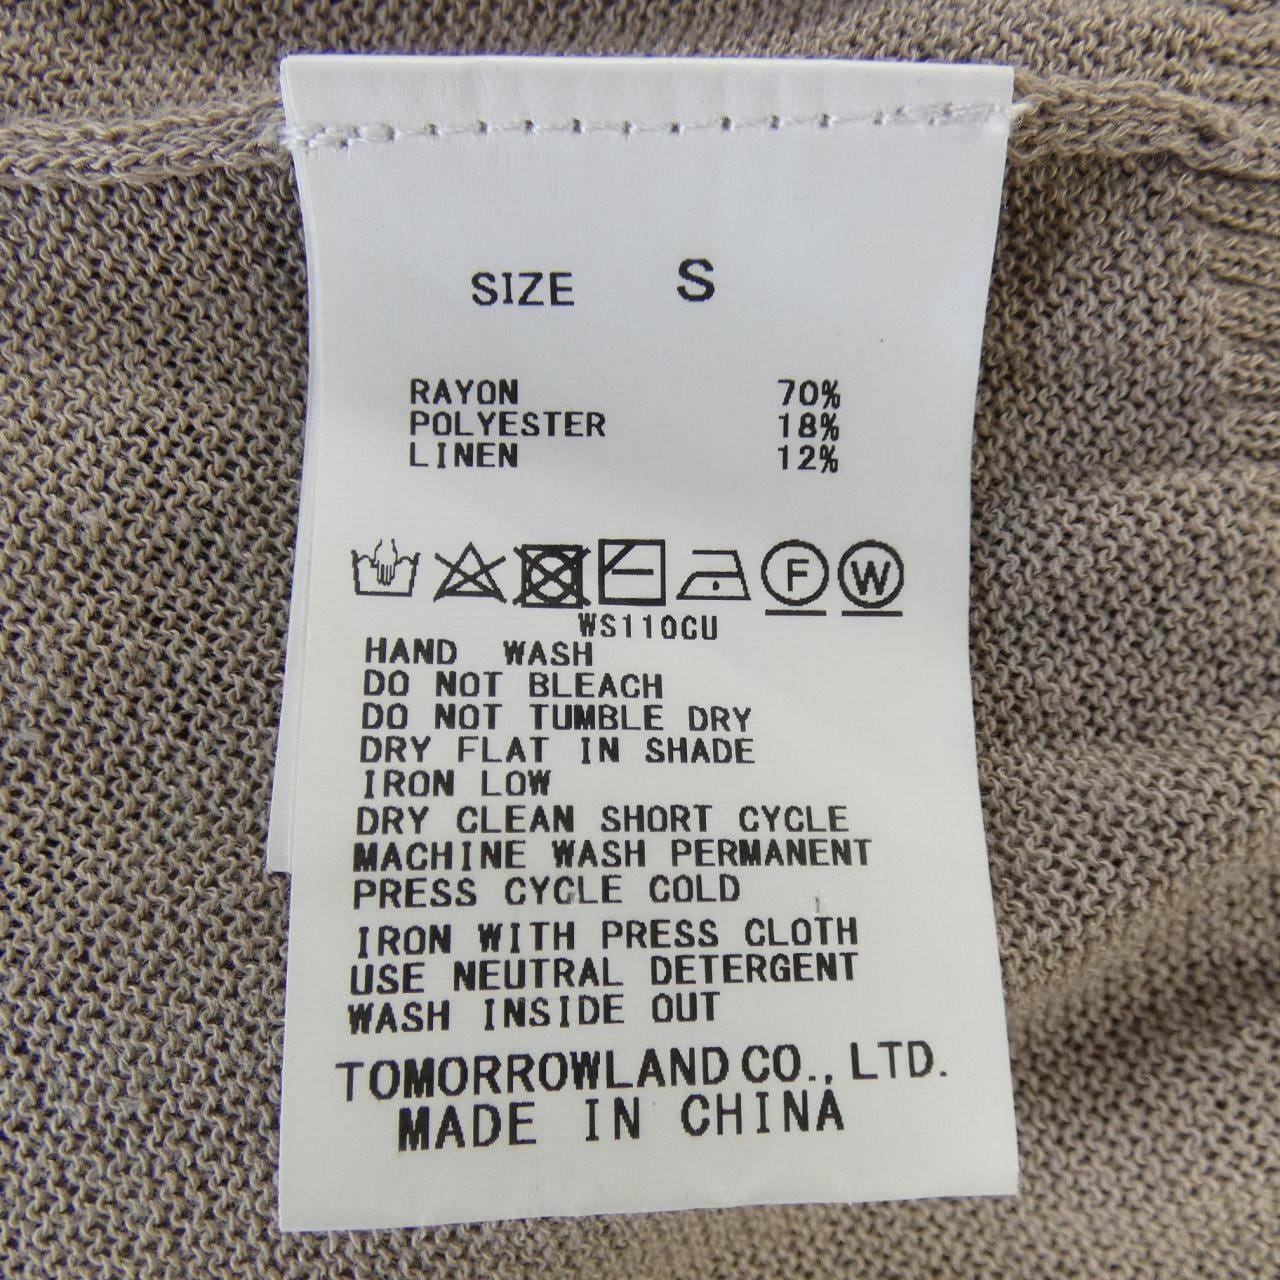 SIZE S
RAYON 70%
POLYESTER 18%
LINEN 12%
F W
WS110CU
HAND WASH
DO NOT BLEACH
DO NOT TUMBLE DRY
DRY FLAT IN SHADE
IRON LOW
DRY CLEAN SHORT CYCLE
MACHINE WASH PERMANENT
PRESS CYCLE COLD
IRON WITH PRESS CLOTH
USE NEUTRAL DETERGENT
WASH INSIDE OUT
TOMORROWLAND CO., LTD.
MADE IN CHINA